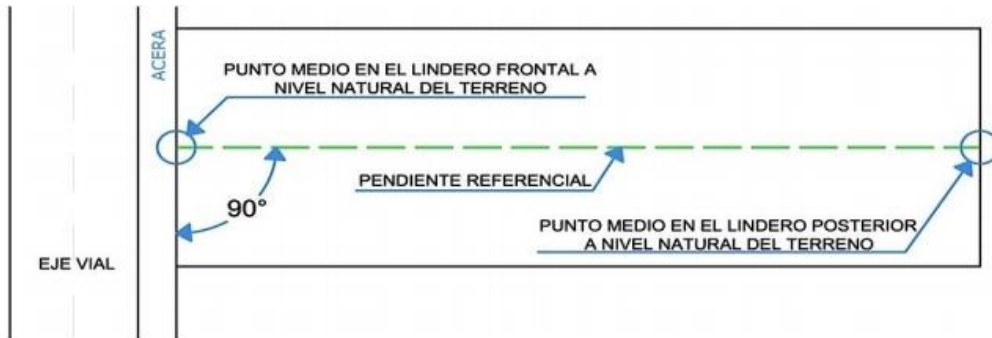 ACERA
PUNTO MEDIO EN EL LINDERO FRONTAL A
NIVEL NATURAL DEL TERRENO
PENDIENTE REFERENCIAL
90°
PUNTO MEDIO EN EL LINDERO POSTERIOR
A NIVEL NATURAL DEL TERRENO
EJE VIAL